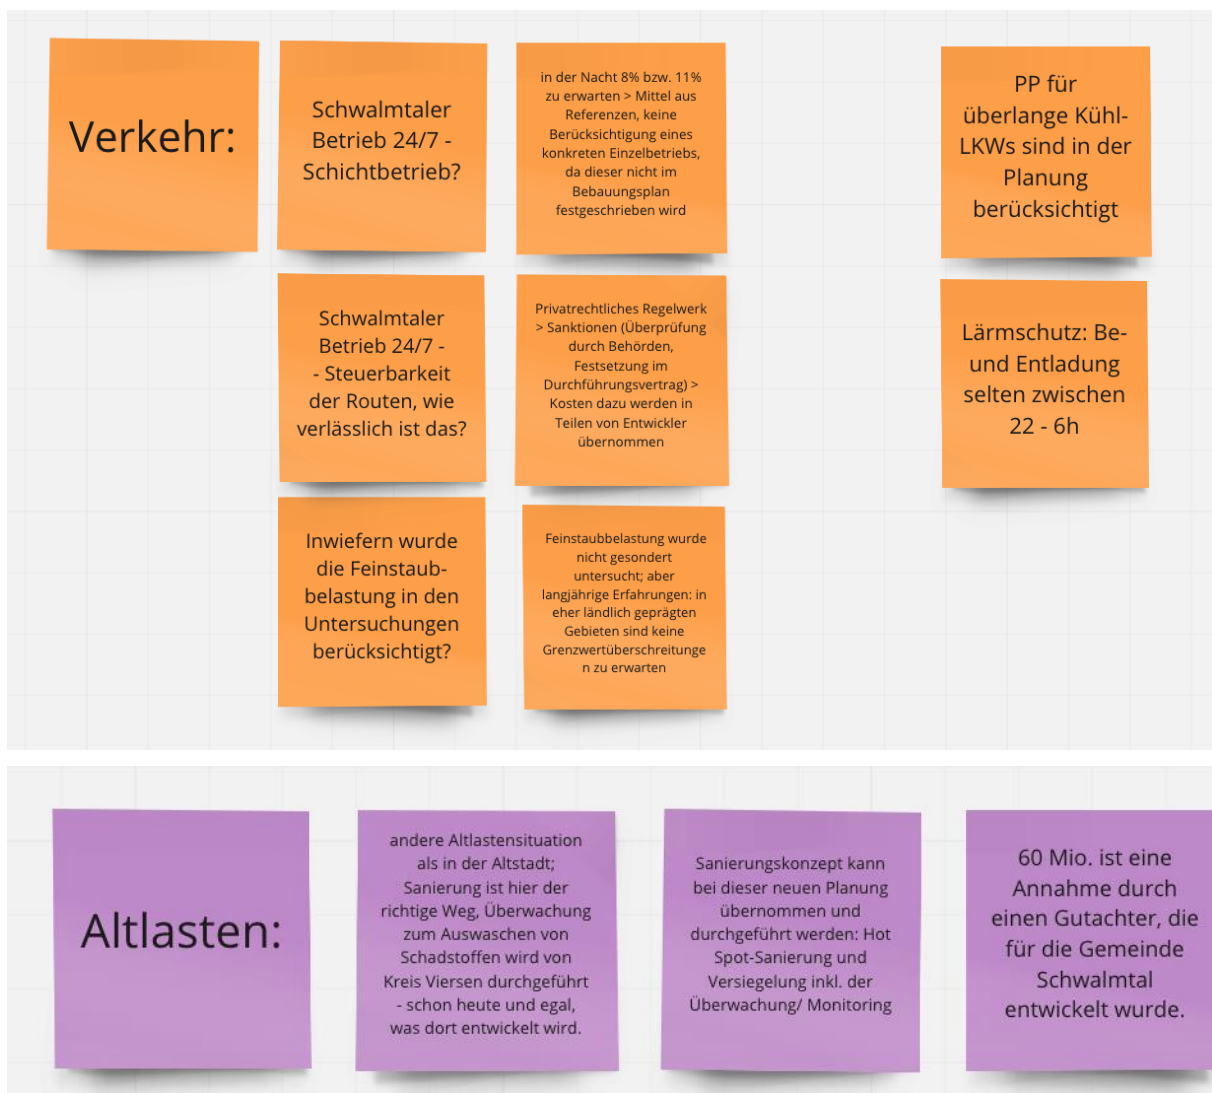 Verkehr:
Schwalmtaler
Betrieb 24/7 -
Schichtbetrieb?
in der Nacht 8% bzw. 11%
zu erwarten > Mittel aus
Referenzen, keine
Berücksichtigung eines
konkreten Einzelbetriebs,
da dieser nicht im
Bebauungsplan
festgeschrieben wird
PP für
überlange Kühl-
LKWs sind in der
Planung
berücksichtigt
Schwalmtaler
Betrieb 24/7 -
- Steuerbarkeit
der Routen, wie
verlässlich ist das?
Privatrechtliches Regelwerk
> Sanktionen (Überprüfung
durch Behörden,
Festsetzung im
Durchführungsvertrag) >
Kosten dazu werden in
Teilen von Entwickler
übernommen
Lärmschutz: Be-
und Entladung
selten zwischen
22 - 6h
Inwiefern wurde
die Feinstaub-
belastung in den
Untersuchungen
berücksichtigt?
Feinstaubbelastung wurde
nicht gesondert
untersucht; aber
langjährige Erfahrungen: in
eher ländlich geprägten
Gebieten sind keine
Grenzwertüberschreitunge
n zu erwarten
Altlasten:
andere Altlastensituation
als in der Altstadt;
Sanierung ist hier der
richtige Weg, Überwachung
zum Auswaschen von
Schadstoffen wird von
Kreis Viersen durchgeführt
- schon heute und egal,
was dort entwickelt wird.
Sanierungskonzept kann
bei dieser neuen Planung
übernommen und
durchgeführt werden: Hot
Spot-Sanierung und
Versiegelung inkl. der
Überwachung/ Monitoring
60 Mio. ist eine
Annahme durch
einen Gutachter, die
für die Gemeinde
Schwalmtal
entwickelt wurde.